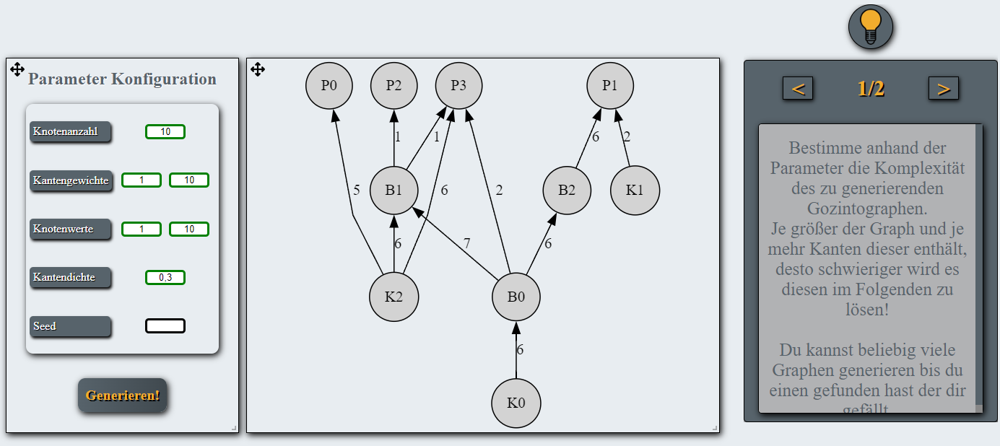 Parameter Konfiguration
Knotenanzahl 10
Kantengewichte 1 10
Knotenwerte 1 10
Kantendichte 0,3
Seed
Generieren!
P0 P2 P3 P1
1 1 6 2
B1 B2 K1
5 6 2
6 7 6
K2 B0
6
K0
< 1/2 >
Bestimme anhand der
Parameter die Komplexität
des zu generierenden
Gozintographen.
Je größer der Graph und je
mehr Kanten dieser enthält,
desto schwieriger wird es
diesen im Folgenden zu
lösen!
Du kannst beliebig viele
Graphen generieren bis du
einen gefunden hast der dir
gefällt.